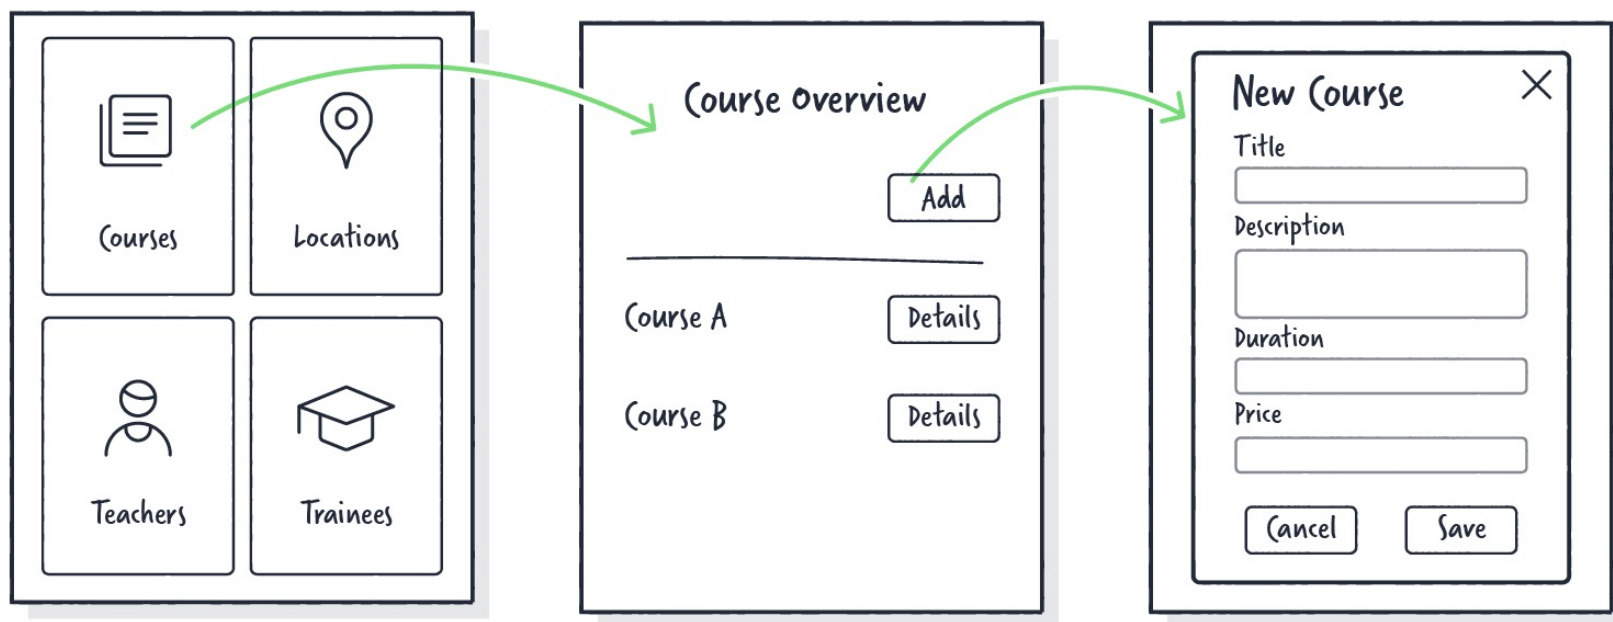 Courses
Locations
Teachers
Trainees
Course Overview
Add
Course A
Details
Course B
Details
New Course
Title
Description
Duration
Price
Cancel
Save